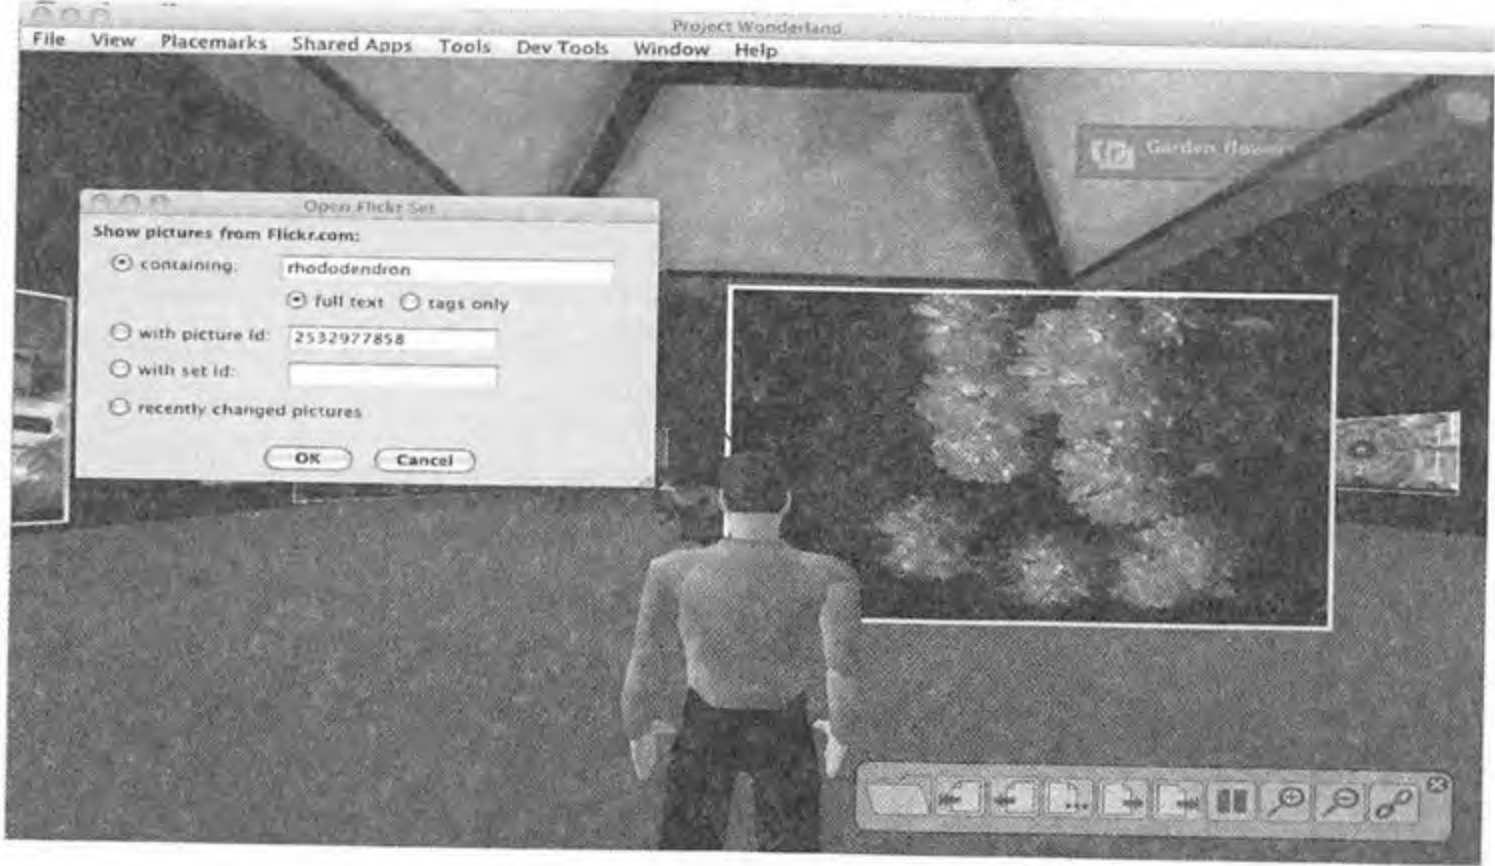 Project Wonderland
File View Placemarks Shared Apps Tools Dev Tools Window Help
Garden flowers
Open Flickr Set
Show pictures from Flickr.com:
containing: rhododendron
full text tags only
with picture id: 2532977858
with set id:
recently changed pictures
OK Cancel